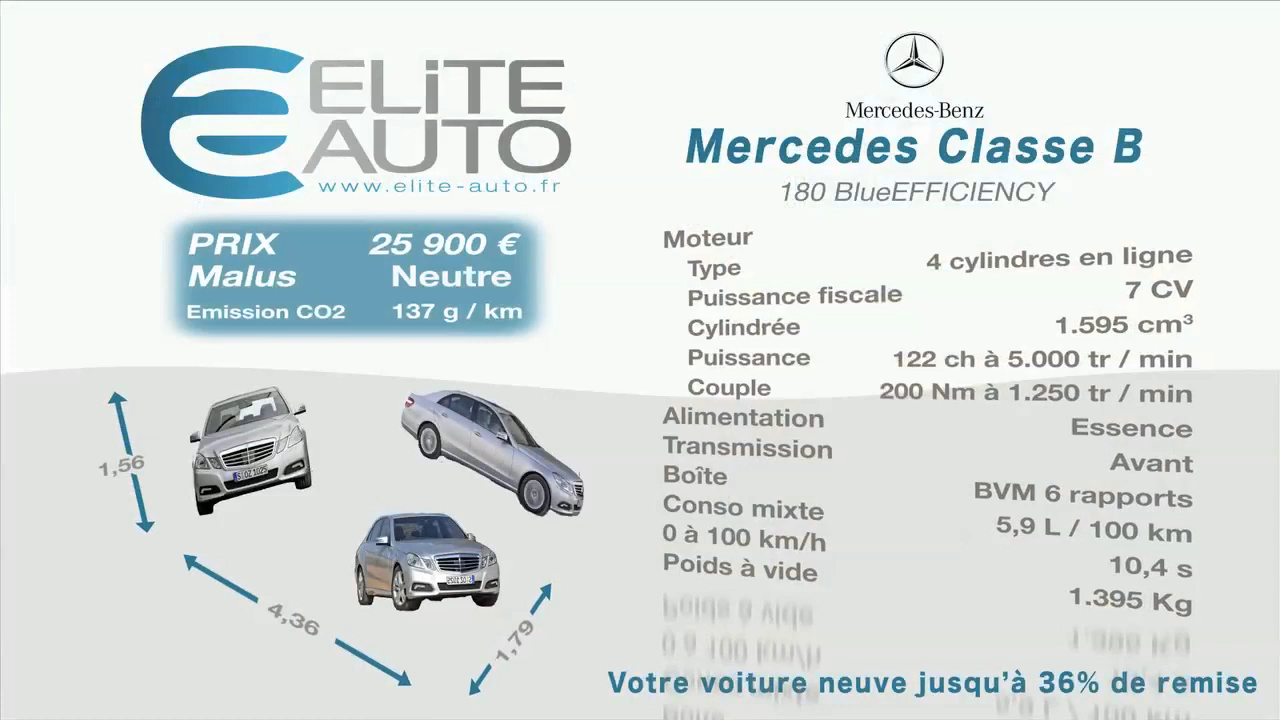 ELiTE
AUTO
www.elite-auto.fr
Mercedes-Benz
Mercedes Classe B
180 BlueEFFICIENCY
PRIX 25 900 €
Malus Neutre
Emission CO2 137 g / km
Moteur
Type 4 cylindres en ligne
Puissance fiscale 7 CV
Cylindrée 1.595 cm³
Puissance 122 ch à 5.000 tr / min
Couple 200 Nm à 1.250 tr / min
Alimentation Essence
Transmission Avant
Boîte BVM 6 rapports
Conso mixte 5,9 L / 100 km
0 à 100 km/h 10,4 s
Poids à vide 1.395 Kg
1,56
4,36
1,79
Votre voiture neuve jusqu'à 36% de remise